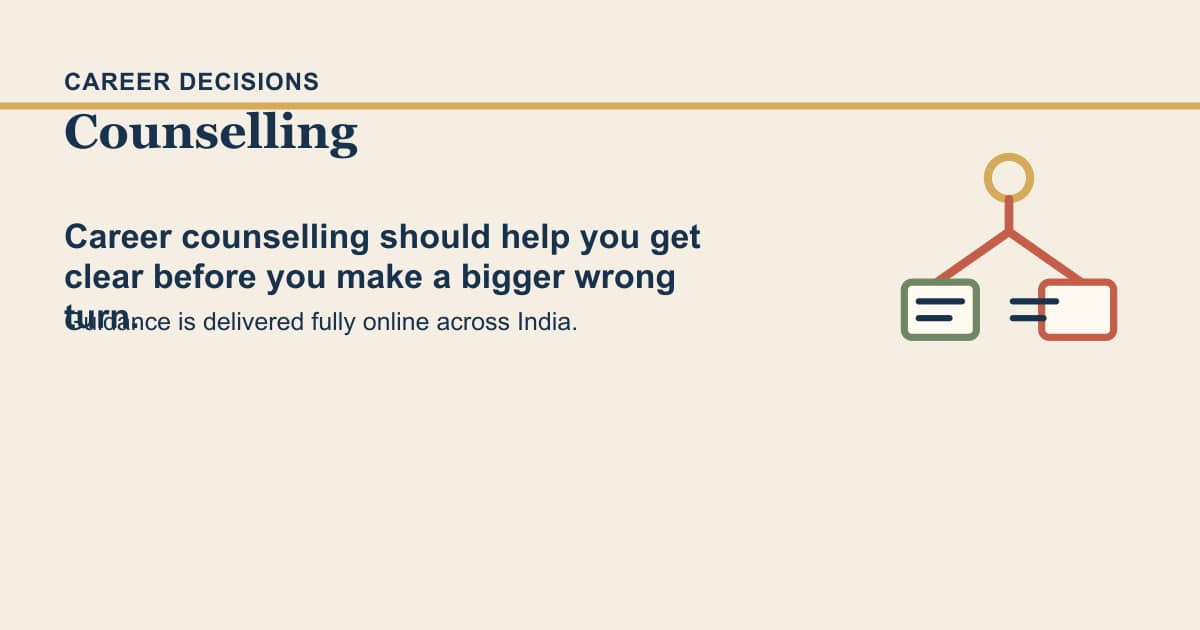 CAREER DECISIONS
Counselling
Career counselling should help you get
clear before you make a bigger wrong
turn.
Guidance is delivered fully online across India.